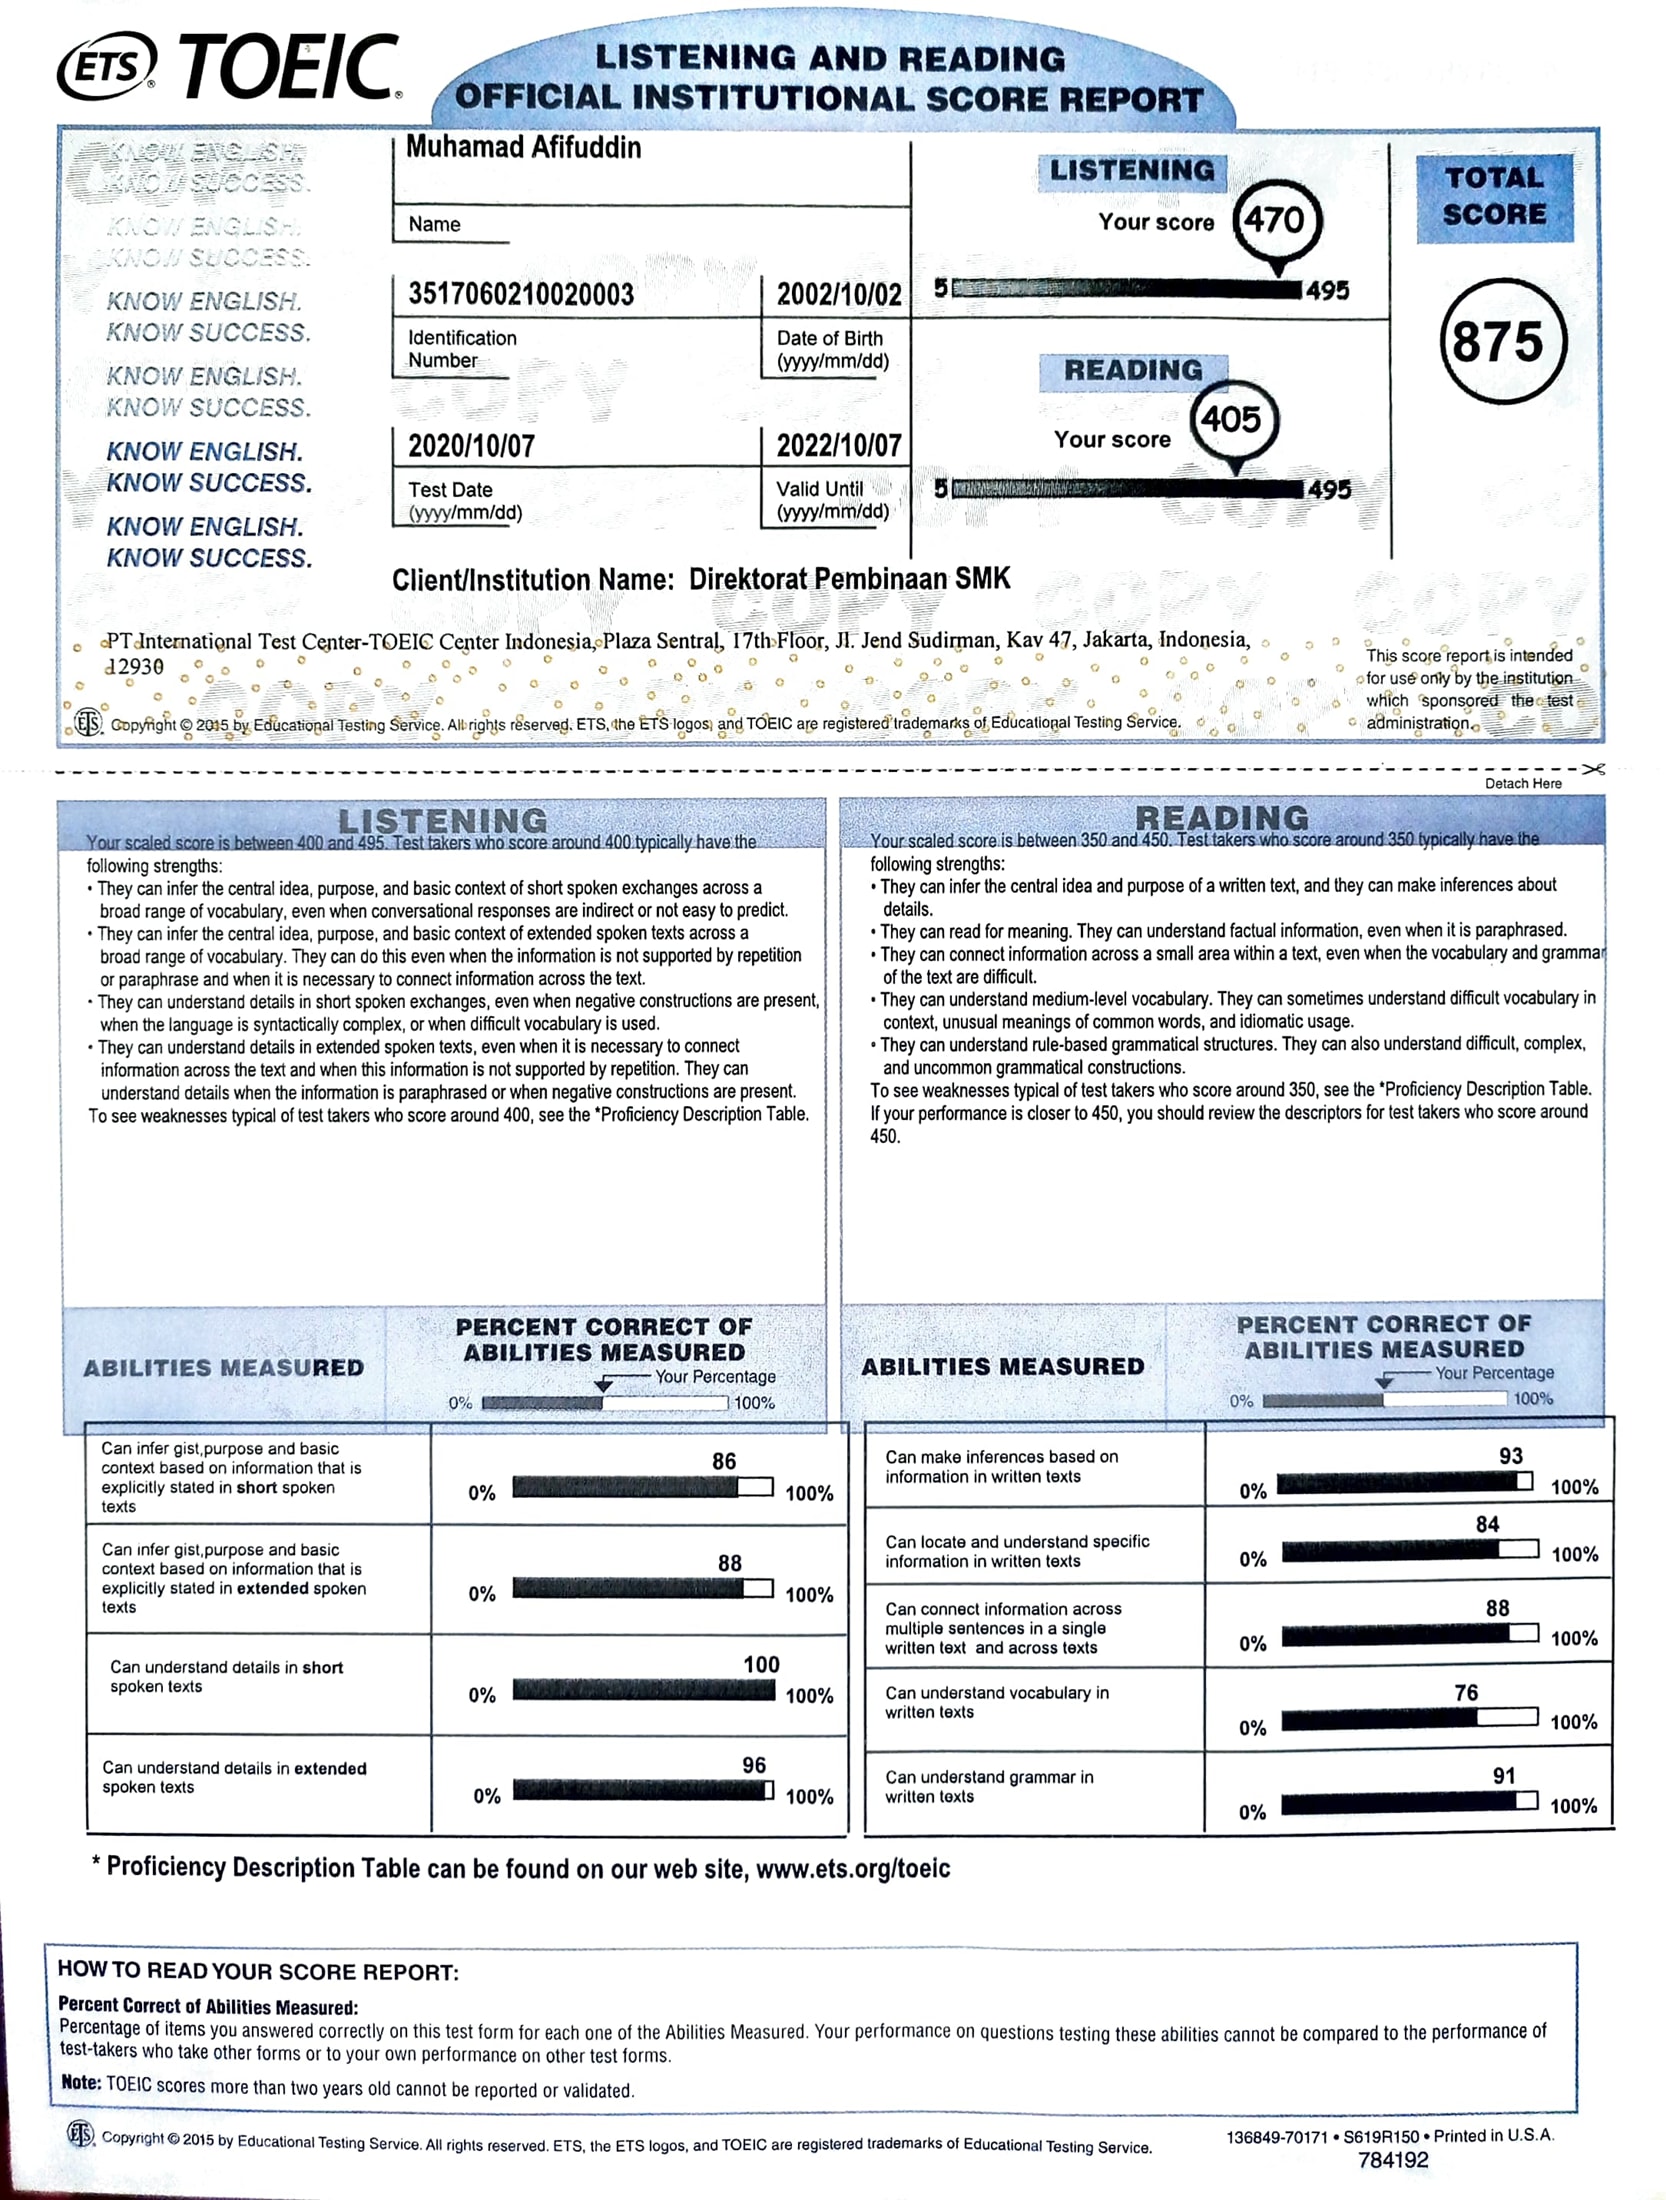 ETS® TOEIC®
LISTENING AND READING
OFFICIAL INSTITUTIONAL SCORE REPORT
KNOW ENGLISH.
KNOW SUCCESS.
KNOW ENGLISH.
KNOW SUCCESS.
KNOW ENGLISH.
KNOW SUCCESS.
KNOW ENGLISH.
KNOW SUCCESS.
KNOW ENGLISH.
KNOW SUCCESS.
KNOW ENGLISH.
KNOW SUCCESS.
Muhamad Afifuddin
Name
3517060210020003
Identification
Number
2002/10/02
Date of Birth
(yyyy/mm/dd)
2020/10/07
Test Date
(yyyy/mm/dd)
2022/10/07
Valid Until
(yyyy/mm/dd)
LISTENING
Your score 470
5 495
READING
Your score 405
5 495
TOTAL
SCORE
875
Client/Institution Name: Direktorat Pembinaan SMK
PT International Test Center-TOEIC Center Indonesia, Plaza Sentral, 17th Floor, Jl. Jend Sudirman, Kav 47, Jakarta, Indonesia,
12930
This score report is intended
for use only by the institution
which sponsored the test
administration.
ETS. Copyright © 2015 by Educational Testing Service. All rights reserved. ETS, the ETS logos, and TOEIC are registered trademarks of Educational Testing Service.
COPY COPY COPY COPY
Detach Here
LISTENING
Your scaled score is between 400 and 495. Test takers who score around 400 typically have the
following strengths:
• They can infer the central idea, purpose, and basic context of short spoken exchanges across a
broad range of vocabulary, even when conversational responses are indirect or not easy to predict.
• They can infer the central idea, purpose, and basic context of extended spoken texts across a
broad range of vocabulary. They can do this even when the information is not supported by repetition
or paraphrase and when it is necessary to connect information across the text.
• They can understand details in short spoken exchanges, even when negative constructions are present,
when the language is syntactically complex, or when difficult vocabulary is used.
• They can understand details in extended spoken texts, even when it is necessary to connect
information across the text and when this information is not supported by repetition. They can
understand details when the information is paraphrased or when negative constructions are present.
To see weaknesses typical of test takers who score around 400, see the *Proficiency Description Table.
READING
Your scaled score is between 350 and 450. Test takers who score around 350 typically have the
following strengths:
• They can infer the central idea and purpose of a written text, and they can make inferences about
details.
• They can read for meaning. They can understand factual information, even when it is paraphrased.
• They can connect information across a small area within a text, even when the vocabulary and grammar
of the text are difficult.
• They can understand medium-level vocabulary. They can sometimes understand difficult vocabulary in
context, unusual meanings of common words, and idiomatic usage.
• They can understand rule-based grammatical structures. They can also understand difficult, complex,
and uncommon grammatical constructions.
To see weaknesses typical of test takers who score around 350, see the *Proficiency Description Table.
If your performance is closer to 450, you should review the descriptors for test takers who score around
450.
ABILITIES MEASURED
PERCENT CORRECT OF
ABILITIES MEASURED
Your Percentage
0% 100%
Can infer gist,purpose and basic
context based on information that is
explicitly stated in short spoken
texts
86
0% 100%
Can infer gist,purpose and basic
context based on information that is
explicitly stated in extended spoken
texts
88
0% 100%
Can understand details in short
spoken texts
100
0% 100%
Can understand details in extended
spoken texts
96
0% 100%
ABILITIES MEASURED
PERCENT CORRECT OF
ABILITIES MEASURED
Your Percentage
0% 100%
Can make inferences based on
information in written texts
93
0% 100%
Can locate and understand specific
information in written texts
84
0% 100%
Can connect information across
multiple sentences in a single
written text and across texts
88
0% 100%
Can understand vocabulary in
written texts
76
0% 100%
Can understand grammar in
written texts
91
0% 100%
* Proficiency Description Table can be found on our web site, www.ets.org/toeic
HOW TO READ YOUR SCORE REPORT:
Percent Correct of Abilities Measured:
Percentage of items you answered correctly on this test form for each one of the Abilities Measured. Your performance on questions testing these abilities cannot be compared to the performance of
test-takers who take other forms or to your own performance on other test forms.
Note: TOEIC scores more than two years old cannot be reported or validated.
ETS. Copyright © 2015 by Educational Testing Service. All rights reserved. ETS, the ETS logos, and TOEIC are registered trademarks of Educational Testing Service.
136849-70171 • S619R150 • Printed in U.S.A.
784192